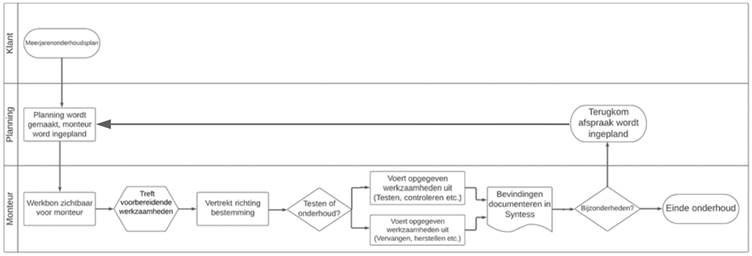 Klant
Meerjarenonderhoudsplan
Planning
Planning wordt
gemaakt, monteur
word ingepland
Terugkom
afspraak wordt
ingepland
Monteur
Werkbon zichtbaar
voor monteur
Treft
voorbereidende
werkzaamheden
Vertrekt richting
bestemming
Testen of
onderhoud?
Voert opgegeven
werkzaamheden uit
(Testen, controleren etc.)
Voert opgegeven
werkzaamheden uit
(Vervangen, herstellen etc.)
Bevindingen
documenteren in
Syntess
Bijzonderheden?
Einde onderhoud